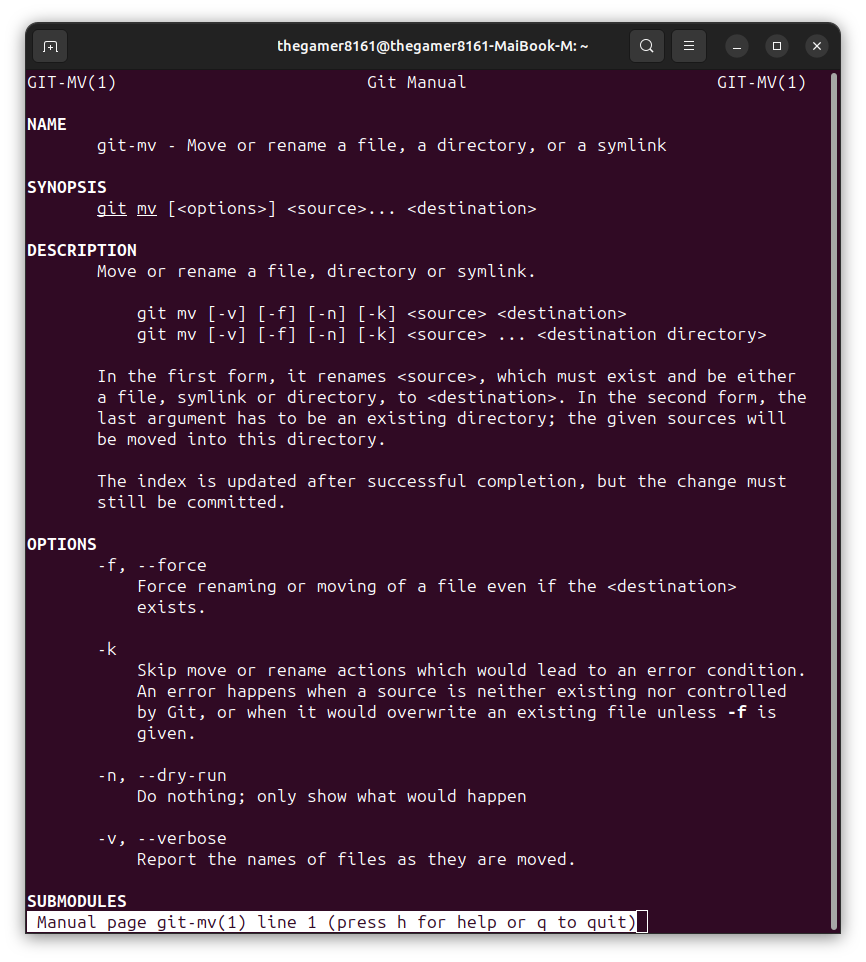 thegamer8161@thegamer8161-MaiBook-M: ~
GIT-MV(1) Git Manual GIT-MV(1)
NAME
git-mv - Move or rename a file, a directory, or a symlink
SYNOPSIS
git mv [<options>] <source>... <destination>
DESCRIPTION
Move or rename a file, directory or symlink.
git mv [-v] [-f] [-n] [-k] <source> <destination>
git mv [-v] [-f] [-n] [-k] <source> ... <destination directory>
In the first form, it renames <source>, which must exist and be either
a file, symlink or directory, to <destination>. In the second form, the
last argument has to be an existing directory; the given sources will
be moved into this directory.
The index is updated after successful completion, but the change must
still be committed.
OPTIONS
-f, --force
Force renaming or moving of a file even if the <destination>
exists.
-k
Skip move or rename actions which would lead to an error condition.
An error happens when a source is neither existing nor controlled
by Git, or when it would overwrite an existing file unless -f is
given.
-n, --dry-run
Do nothing; only show what would happen
-v, --verbose
Report the names of files as they are moved.
SUBMODULES
Manual page git-mv(1) line 1 (press h for help or q to quit)